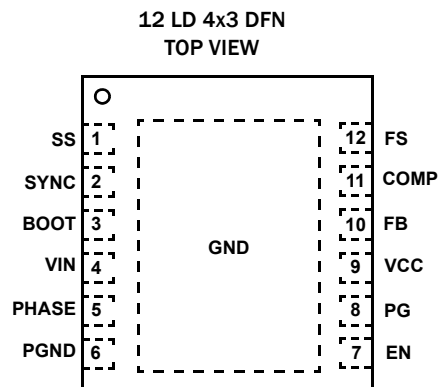 12 LD 4x3 DFN
TOP VIEW
SS 1
SYNC 2
BOOT 3
VIN 4
PHASE 5
PGND 6
GND
12 FS
11 COMP
10 FB
9 VCC
8 PG
7 EN